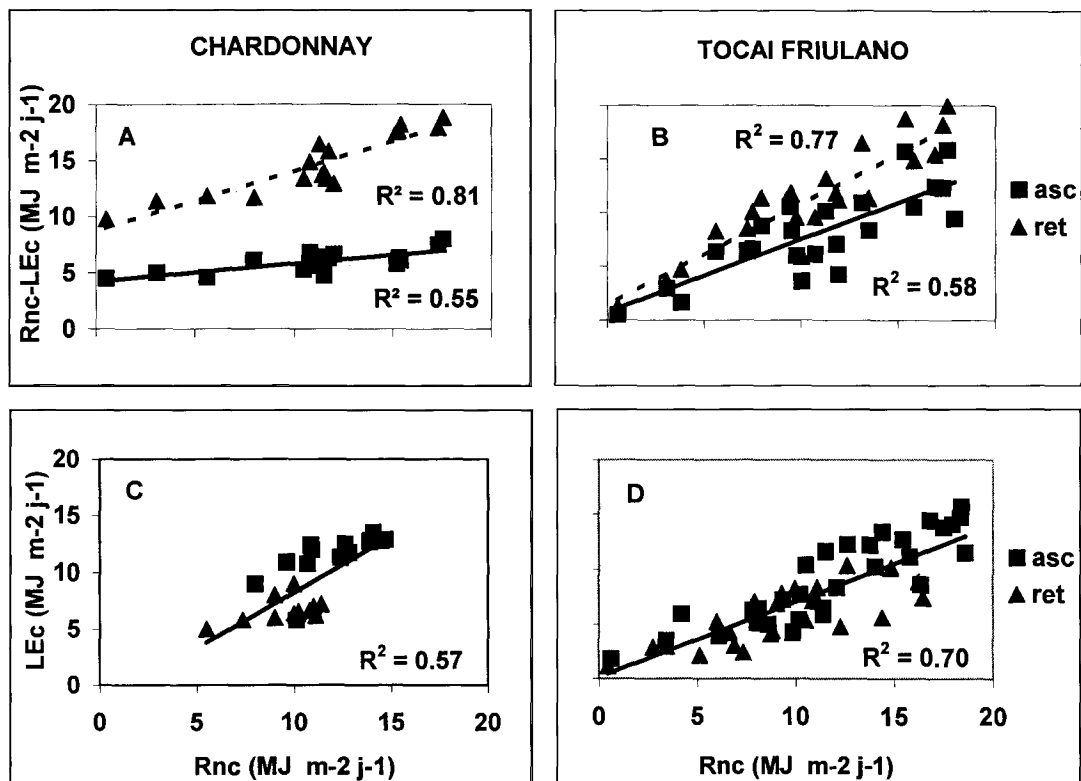 CHARDONNAY
TOCAI FRIULANO
Rnc-LEc (MJ m-2 j-1)
20
15
10
5
0
A
R² = 0.81
R² = 0.55
B
R² = 0.77
R² = 0.58
asc
ret
LEc (MJ m-2 j-1)
20
15
10
5
0
C
R² = 0.57
0 5 10 15 20
Rnc (MJ m-2 j-1)
D
R² = 0.70
0 5 10 15 20
Rnc (MJ m-2 j-1)
asc
ret